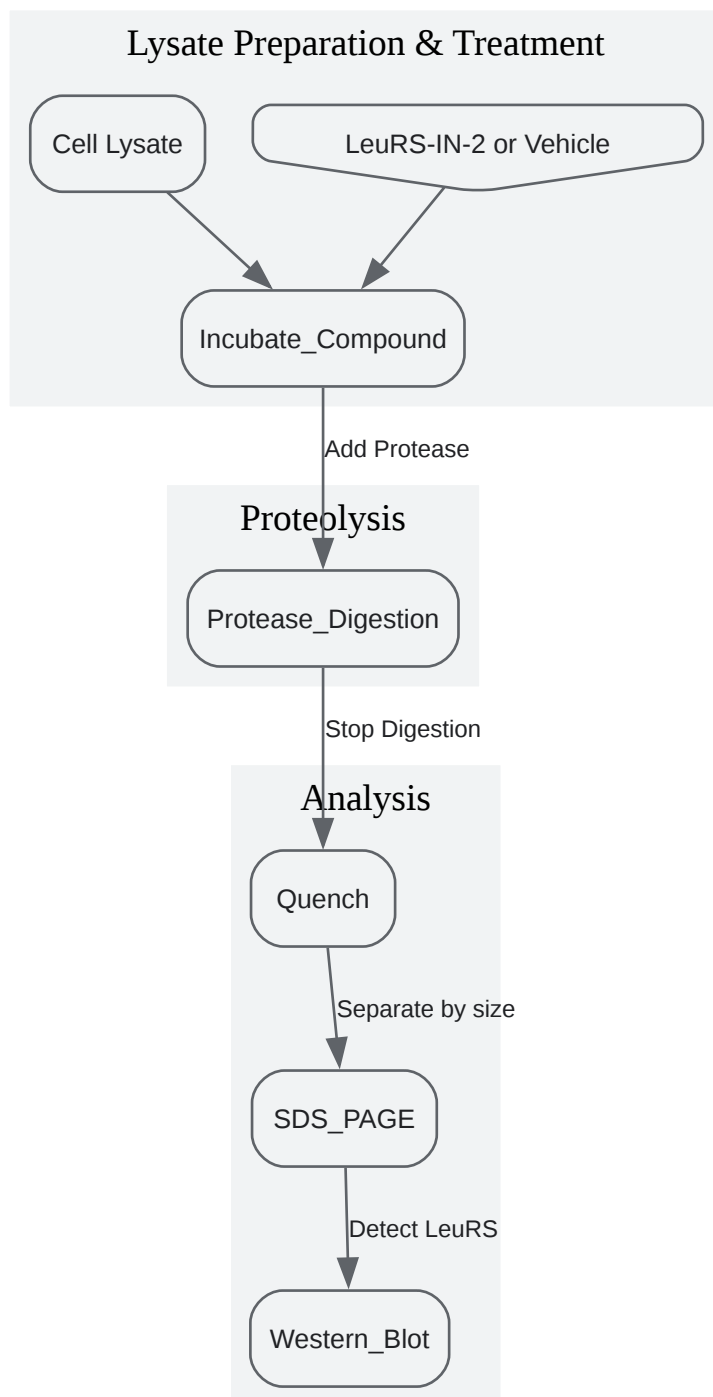 Lysate Preparation & Treatment
Cell Lysate
LeuRS-IN-2 or Vehicle
Incubate_Compound
Add Protease
Proteolysis
Protease_Digestion
Stop Digestion
Analysis
Quench
Separate by size
SDS_PAGE
Detect LeuRS
Western_Blot